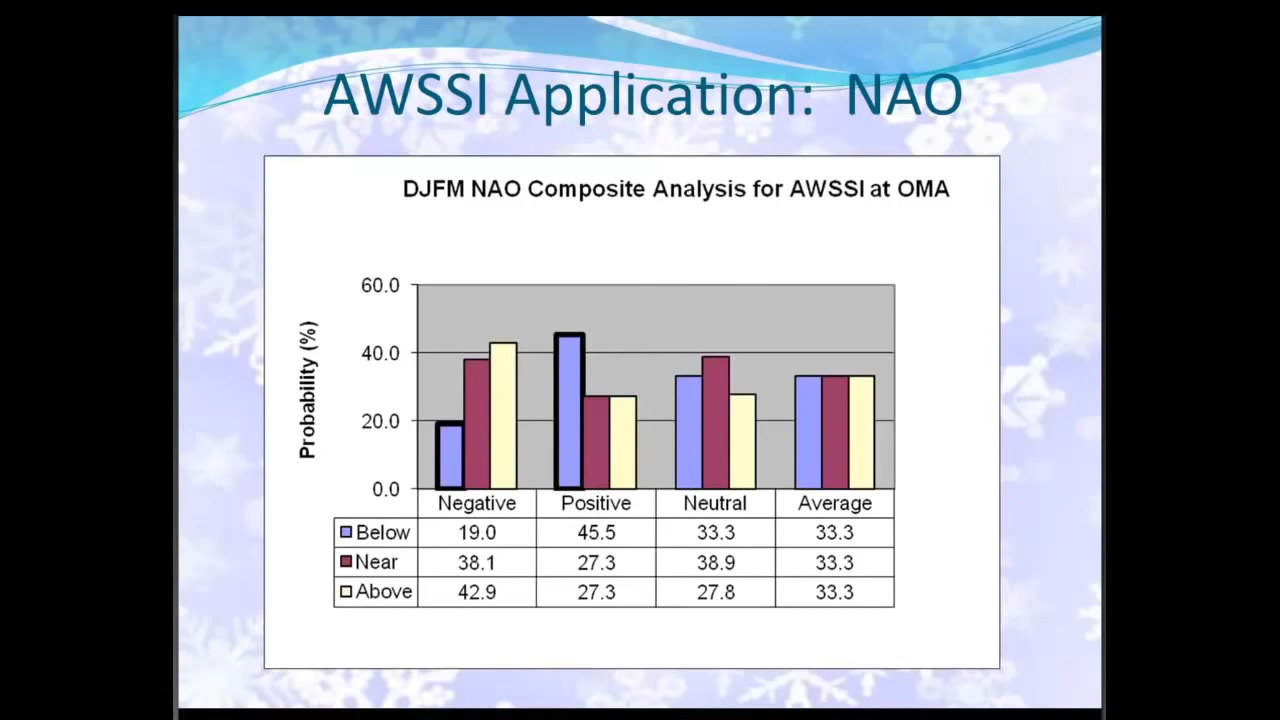 AWSSI Application:  NAO
DJFM NAO Composite Analysis for AWSSI at OMA
Probability (%)
60.0
40.0
20.0
0.0
Negative Positive Neutral Average
Below 19.0 45.5 33.3 33.3
Near 38.1 27.3 38.9 33.3
Above 42.9 27.3 27.8 33.3